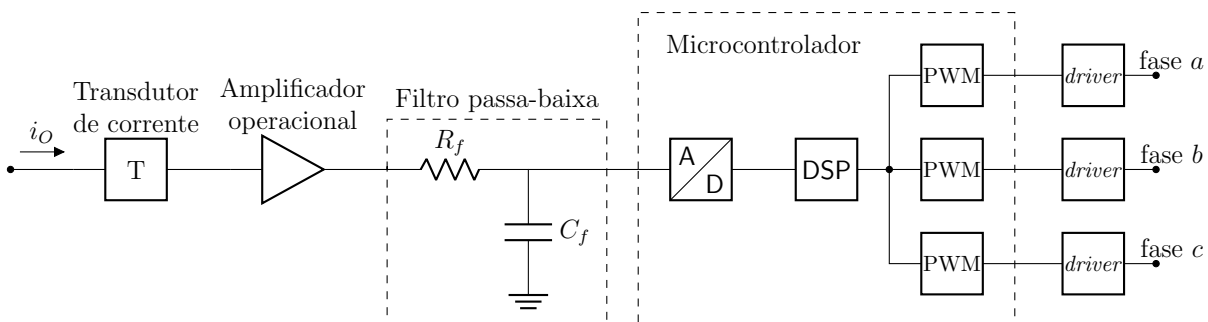 Microcontrolador
Transdutor
de corrente
Amplificador
operacional
Filtro passa-baixa
i_O
T
R_f
C_f
A
D
DSP
PWM
driver
fase a
PWM
driver
fase b
PWM
driver
fase c